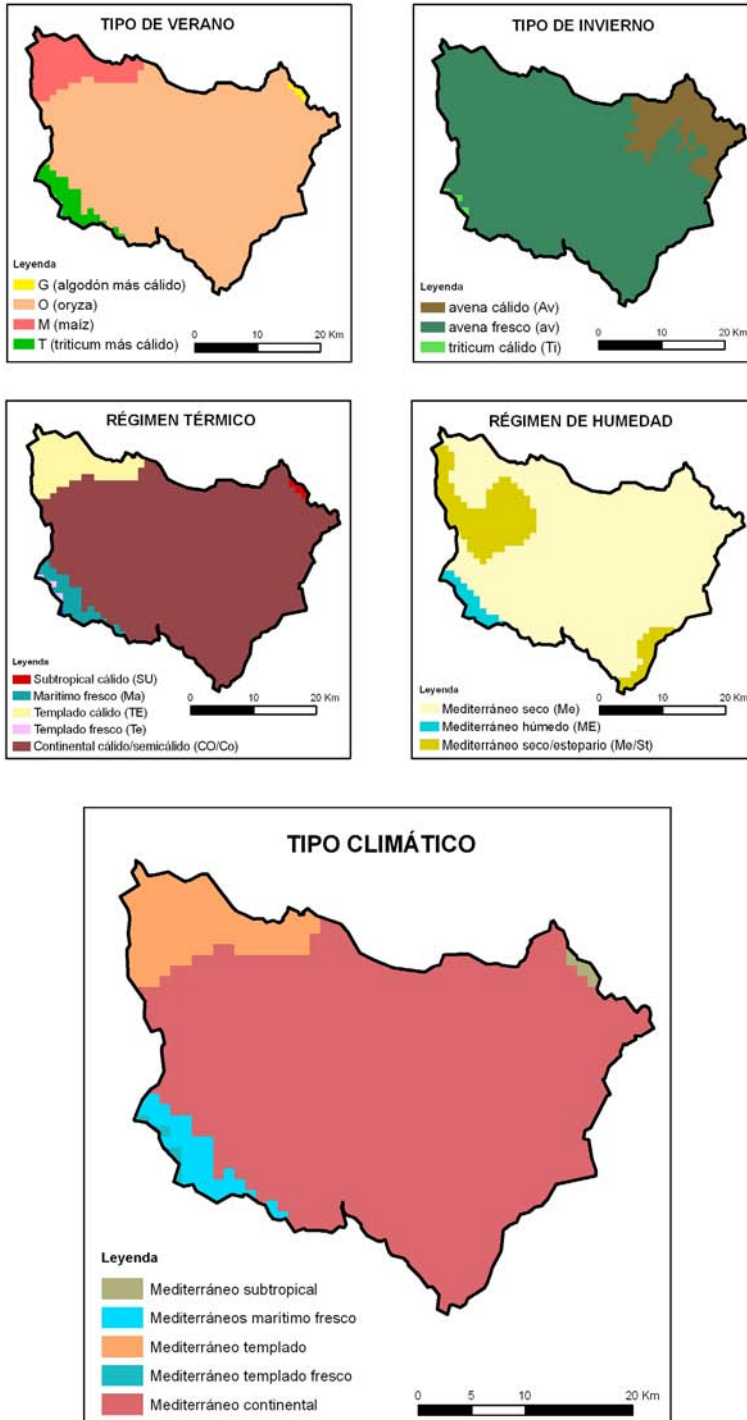 TIPO DE VERANO
Leyenda
G (algodón más cálido)
O (oryza)
M (maíz)
T (triticum más cálido)
0 10 20 Km
TIPO DE INVIERNO
Leyenda
avena cálido (Av)
avena fresco (av)
triticum cálido (Ti)
0 10 20 Km
RÉGIMEN TÉRMICO
Leyenda
Subtropical cálido (SU)
Marítimo fresco (Ma)
Templado cálido (TE)
Templado fresco (Te)
Continental cálido/semicálido (CO/Co)
0 10 20 Km
RÉGIMEN DE HUMEDAD
Leyenda
Mediterráneo seco (Me)
Mediterráneo húmedo (ME)
Mediterráneo seco/estepario (Me/St)
0 10 20 Km
TIPO CLIMÁTICO
Leyenda
Mediterráneo subtropical
Mediterráneos marítimo fresco
Mediterráneo templado
Mediterráneo templado fresco
Mediterráneo continental
0 5 10 20 Km